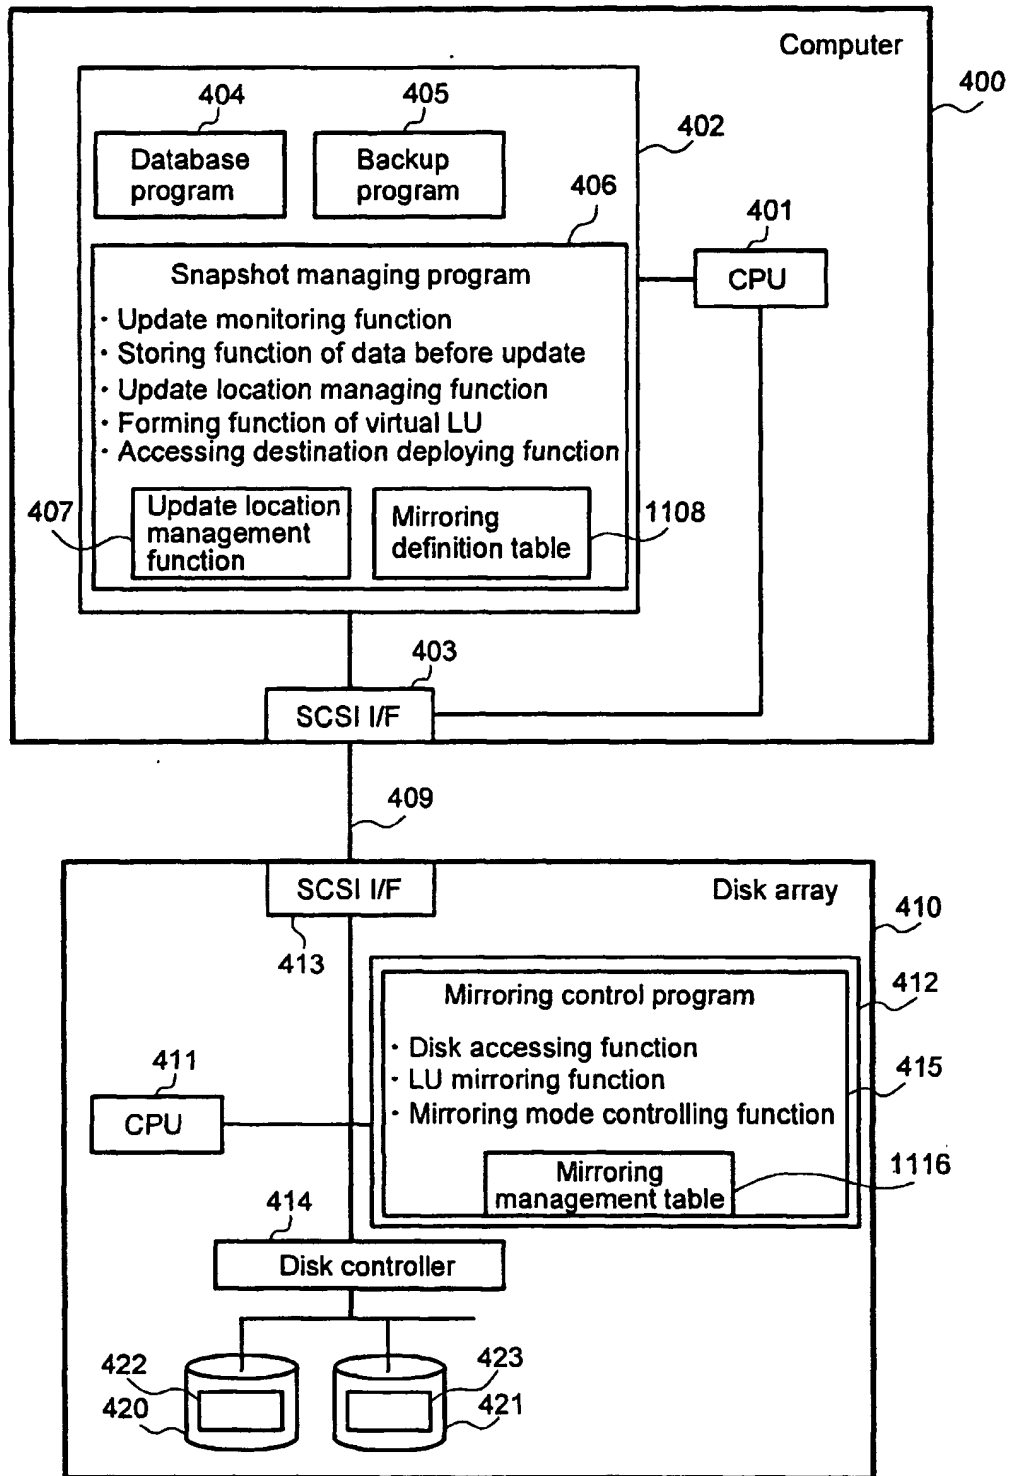 Computer
400
404
405
402
Database
program
Backup
program
406
401
CPU
Snapshot managing program
· Update monitoring function
· Storing function of data before update
· Update location managing function
· Forming function of virtual LU
· Accessing destination deploying function
407
Update location
management
function
Mirroring
definition table
1108
403
SCSI I/F
409
SCSI I/F
Disk array
410
413
412
Mirroring control program
· Disk accessing function
· LU mirroring function
· Mirroring mode controlling function
415
411
CPU
Mirroring
management table
1116
414
Disk controller
422
423
420
421